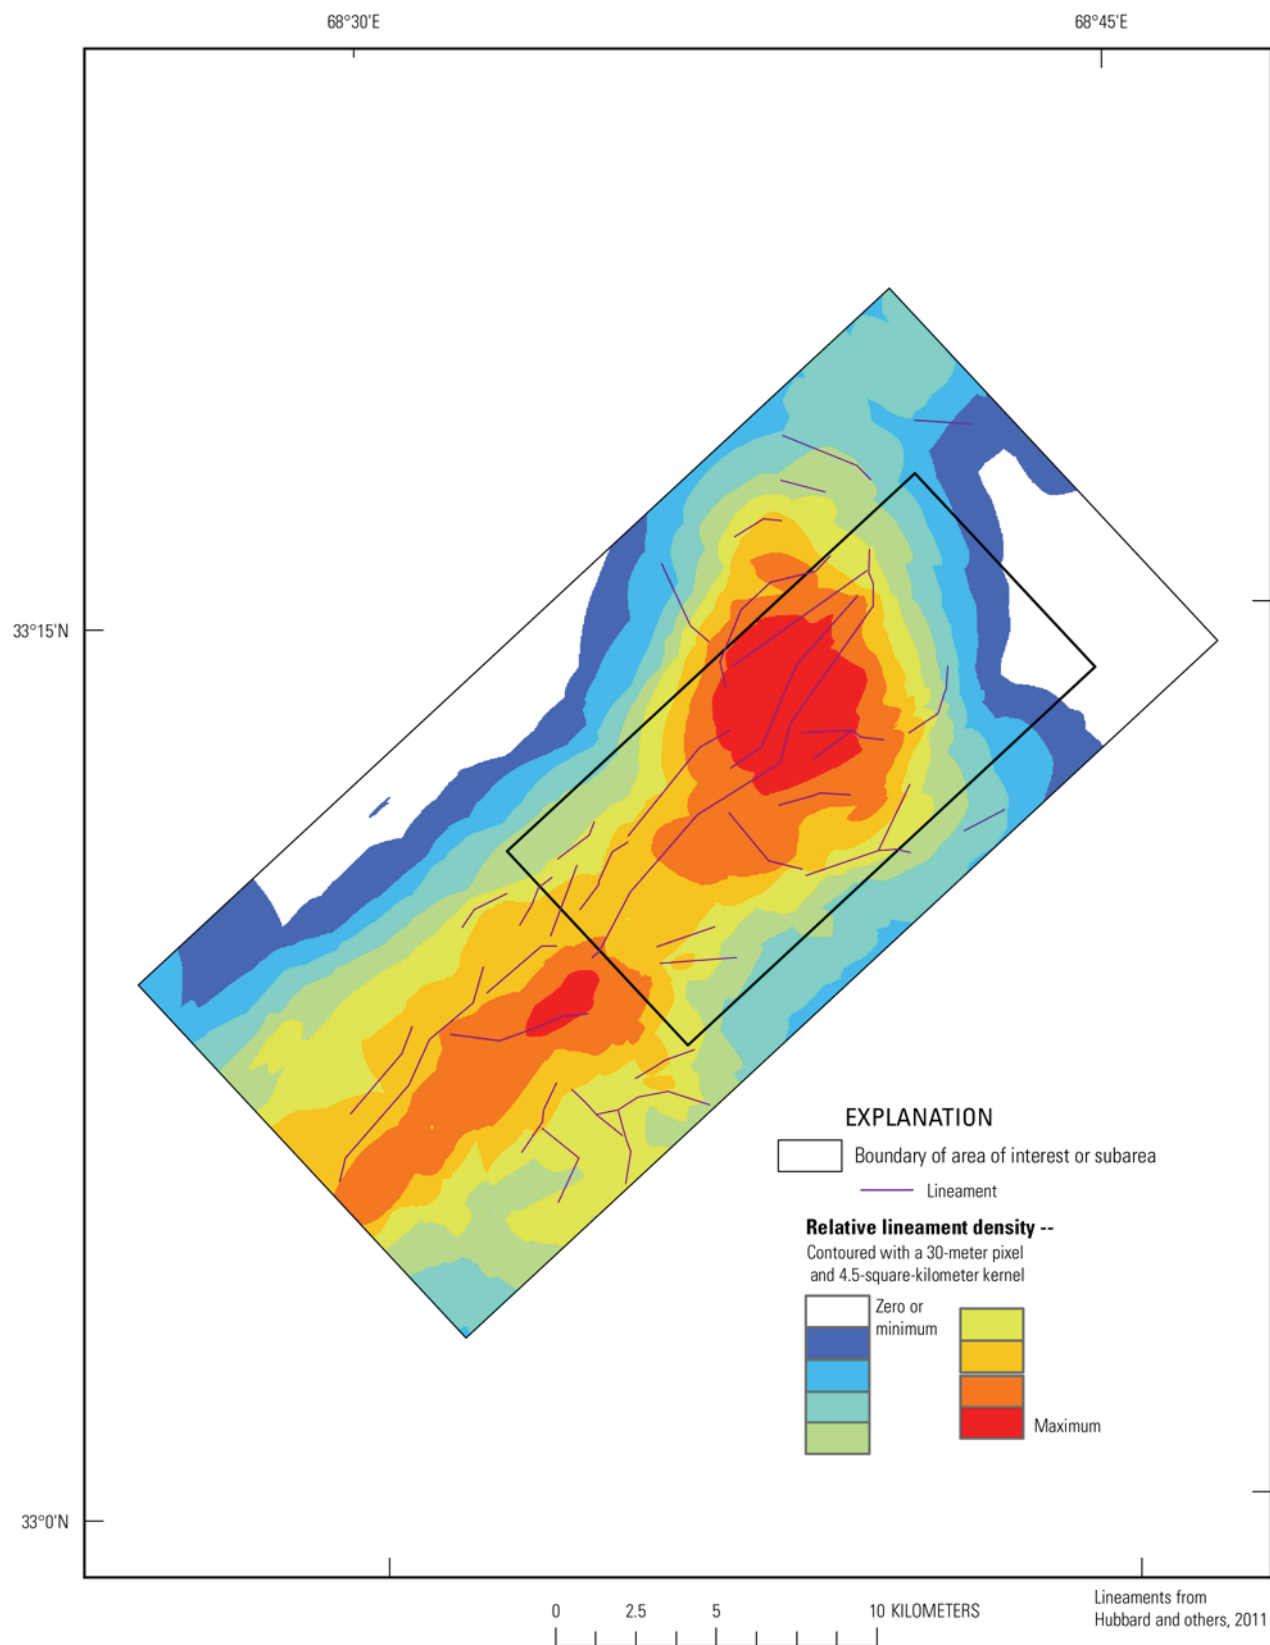 68°30'E
68°45'E
33°15'N
EXPLANATION
Boundary of area of interest or subarea
Lineament
Relative lineament density --
Contoured with a 30-meter pixel
and 4.5-square-kilometer kernel
Zero or
minimum
Maximum
33°0'N
0 2.5 5 10 KILOMETERS
Lineaments from
Hubbard and others, 2011